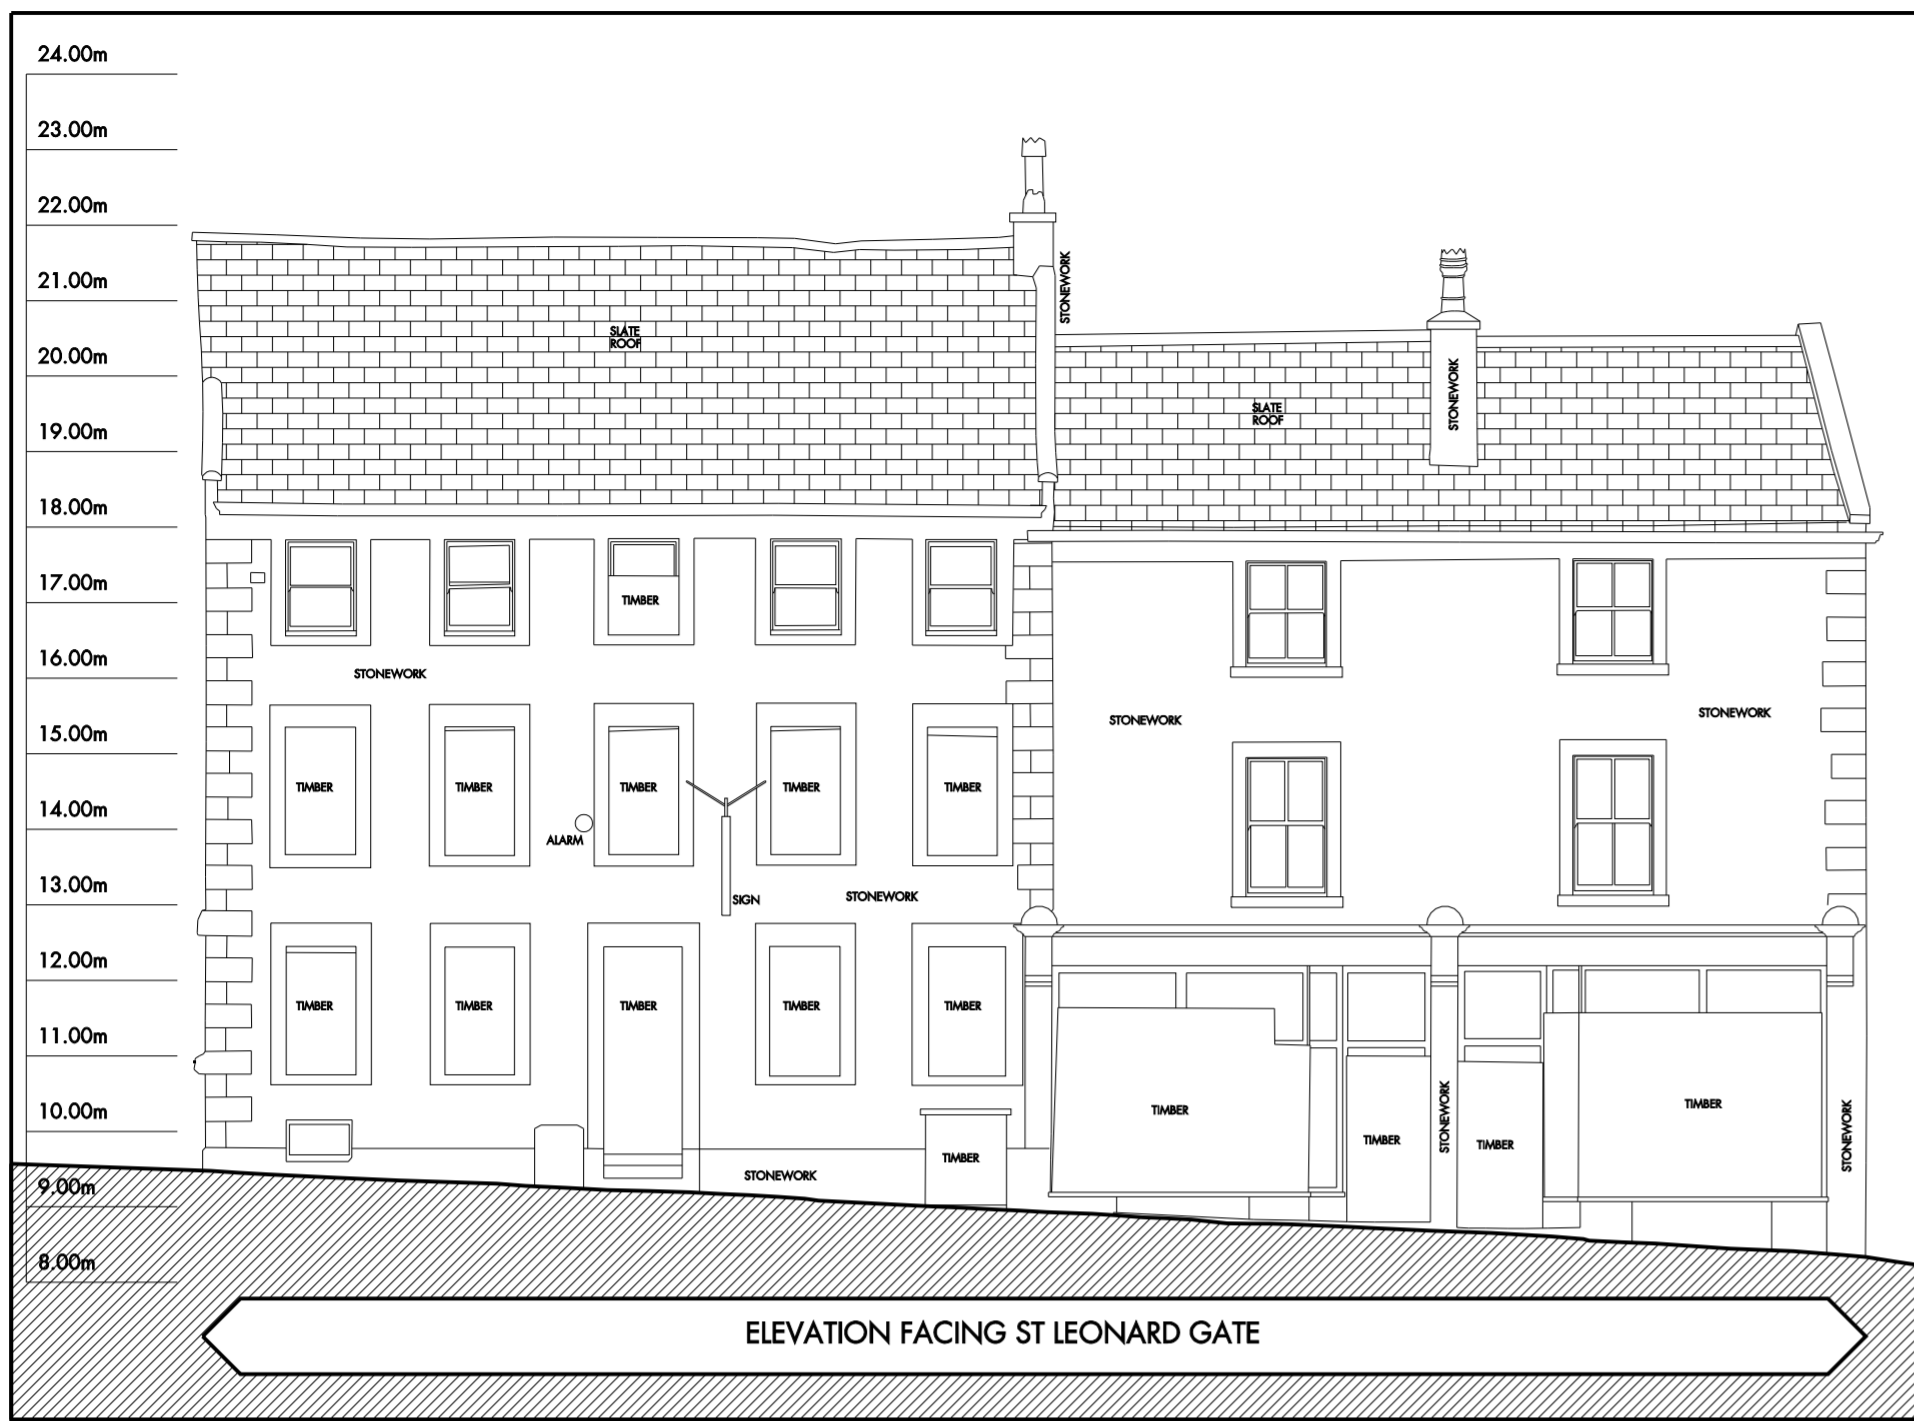 24.00m
23.00m
22.00m
21.00m
20.00m
19.00m
18.00m
17.00m
16.00m
15.00m
14.00m
13.00m
12.00m
11.00m
10.00m
9.00m
8.00m
STONEWORK
SLATE
ROOF
STONEWORK
SLATE
ROOF
TIMBER
STONEWORK
STONEWORK
STONEWORK
TIMBER
TIMBER
TIMBER
TIMBER
TIMBER
ALARM
SIGN
STONEWORK
TIMBER
TIMBER
TIMBER
TIMBER
TIMBER
TIMBER
TIMBER
STONEWORK
STONEWORK
TIMBER
TIMBER
TIMBER
STONEWORK
ELEVATION FACING ST LEONARD GATE